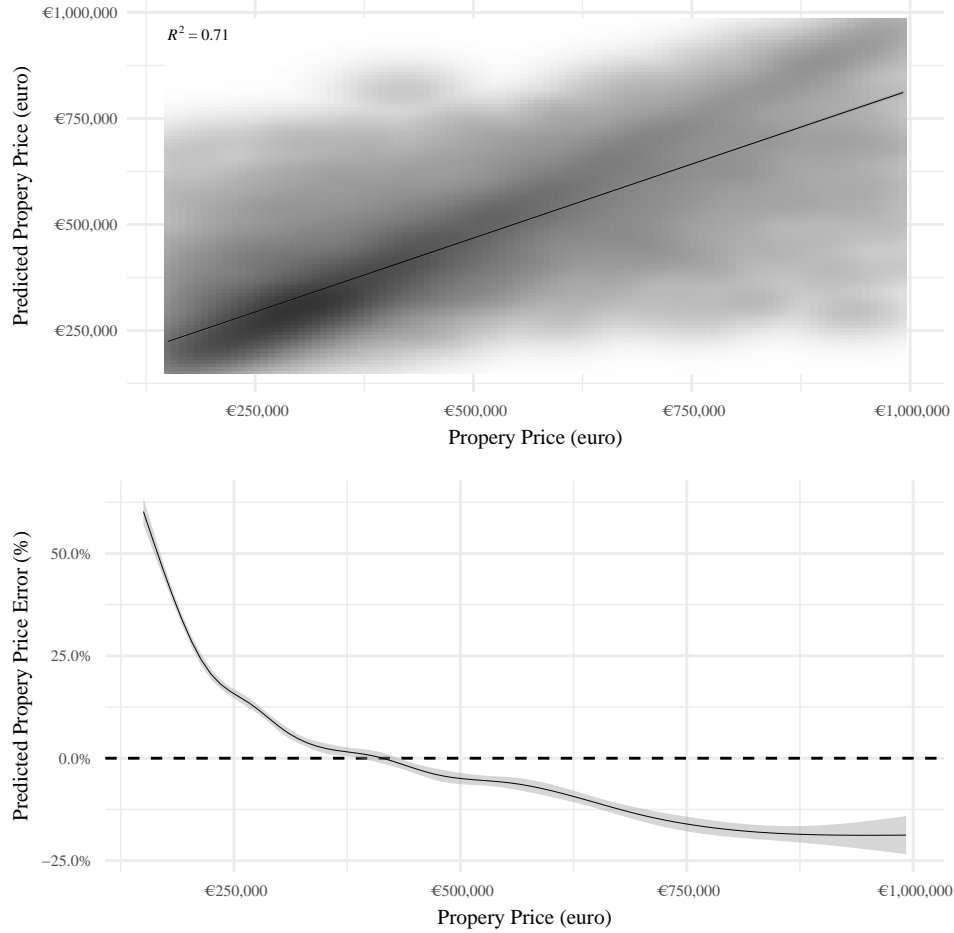 €1,000,000
R² = 0.71
€750,000
€500,000
€250,000
Predicted Propery Price (euro)
€250,000 €500,000 €750,000 €1,000,000
Propery Price (euro)
50.0%
25.0%
0.0%
−25.0%
Predicted Propery Price Error (%)
€250,000 €500,000 €750,000 €1,000,000
Propery Price (euro)